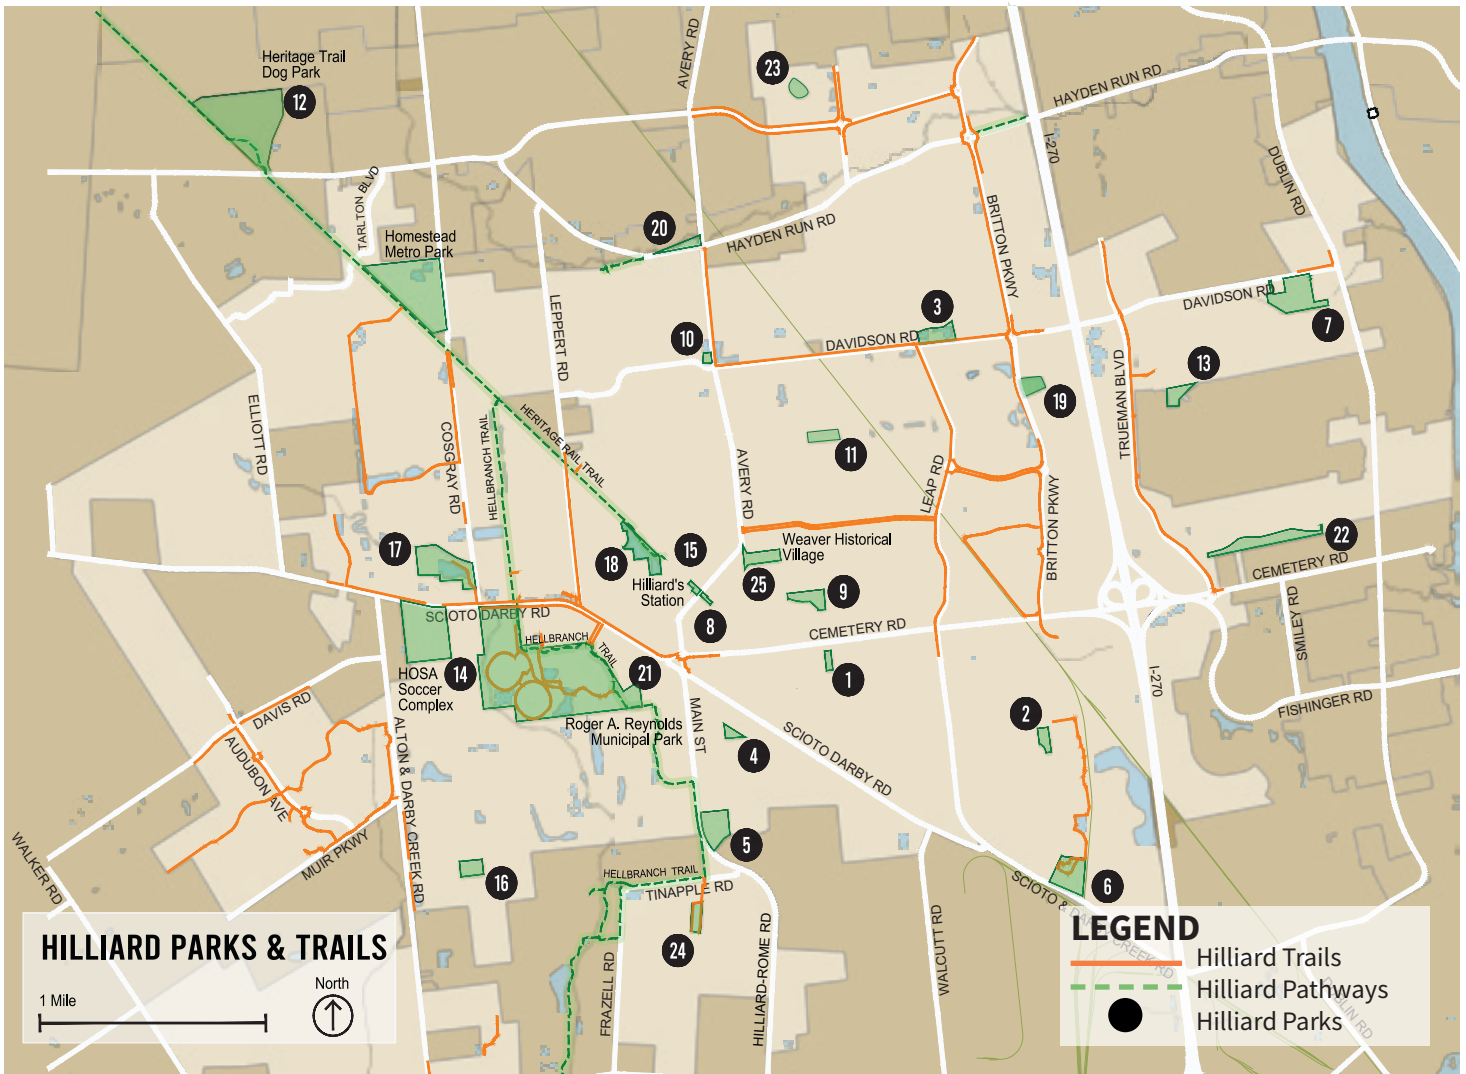 Heritage Trail
Dog Park
12
23
AVERY RD
HAYDEN RUN RD
I-270
DUBLIN RD
TARLTON BLVD
Homestead
Metro Park
20
HAYDEN RUN RD
BRITTON PKWY
LEPPERT RD
10
3
DAVIDSON RD
DAVIDSON RD
7
13
19
TRUEMAN BLVD
ELLIOTT RD
COSGRAY RD
HELLBRANCH TRAIL
HERITAGE RAIL TRAIL
11
AVERY RD
LEAP RD
BRITTON PKWY
17
18
15
Weaver Historical
Village
25
22
CEMETERY RD
Hilliard's
Station
8
9
CEMETERY RD
SMILEY RD
SCIOTO DARBY RD
HELLBRANCH
TRAIL
HOSA
Soccer
Complex
14
21
1
I-270
FISHINGER RD
Roger A. Reynolds
Municipal Park
MAIN ST
4
2
SCIOTO DARBY RD
DAVIS RD
AUDUBON AVE
ALTON & DARBY CREEK RD
MUIR PKWY
WALKER RD
5
16
HELLBRANCH TRAIL
TINAPPLE RD
6
SCIOTO & DARBY CREEK RD
24
FRAZELL RD
HILLIARD-ROME RD
WALCUTT RD
DUBLIN RD
HILLIARD PARKS & TRAILS
1 Mile
North
LEGEND
Hilliard Trails
Hilliard Pathways
Hilliard Parks